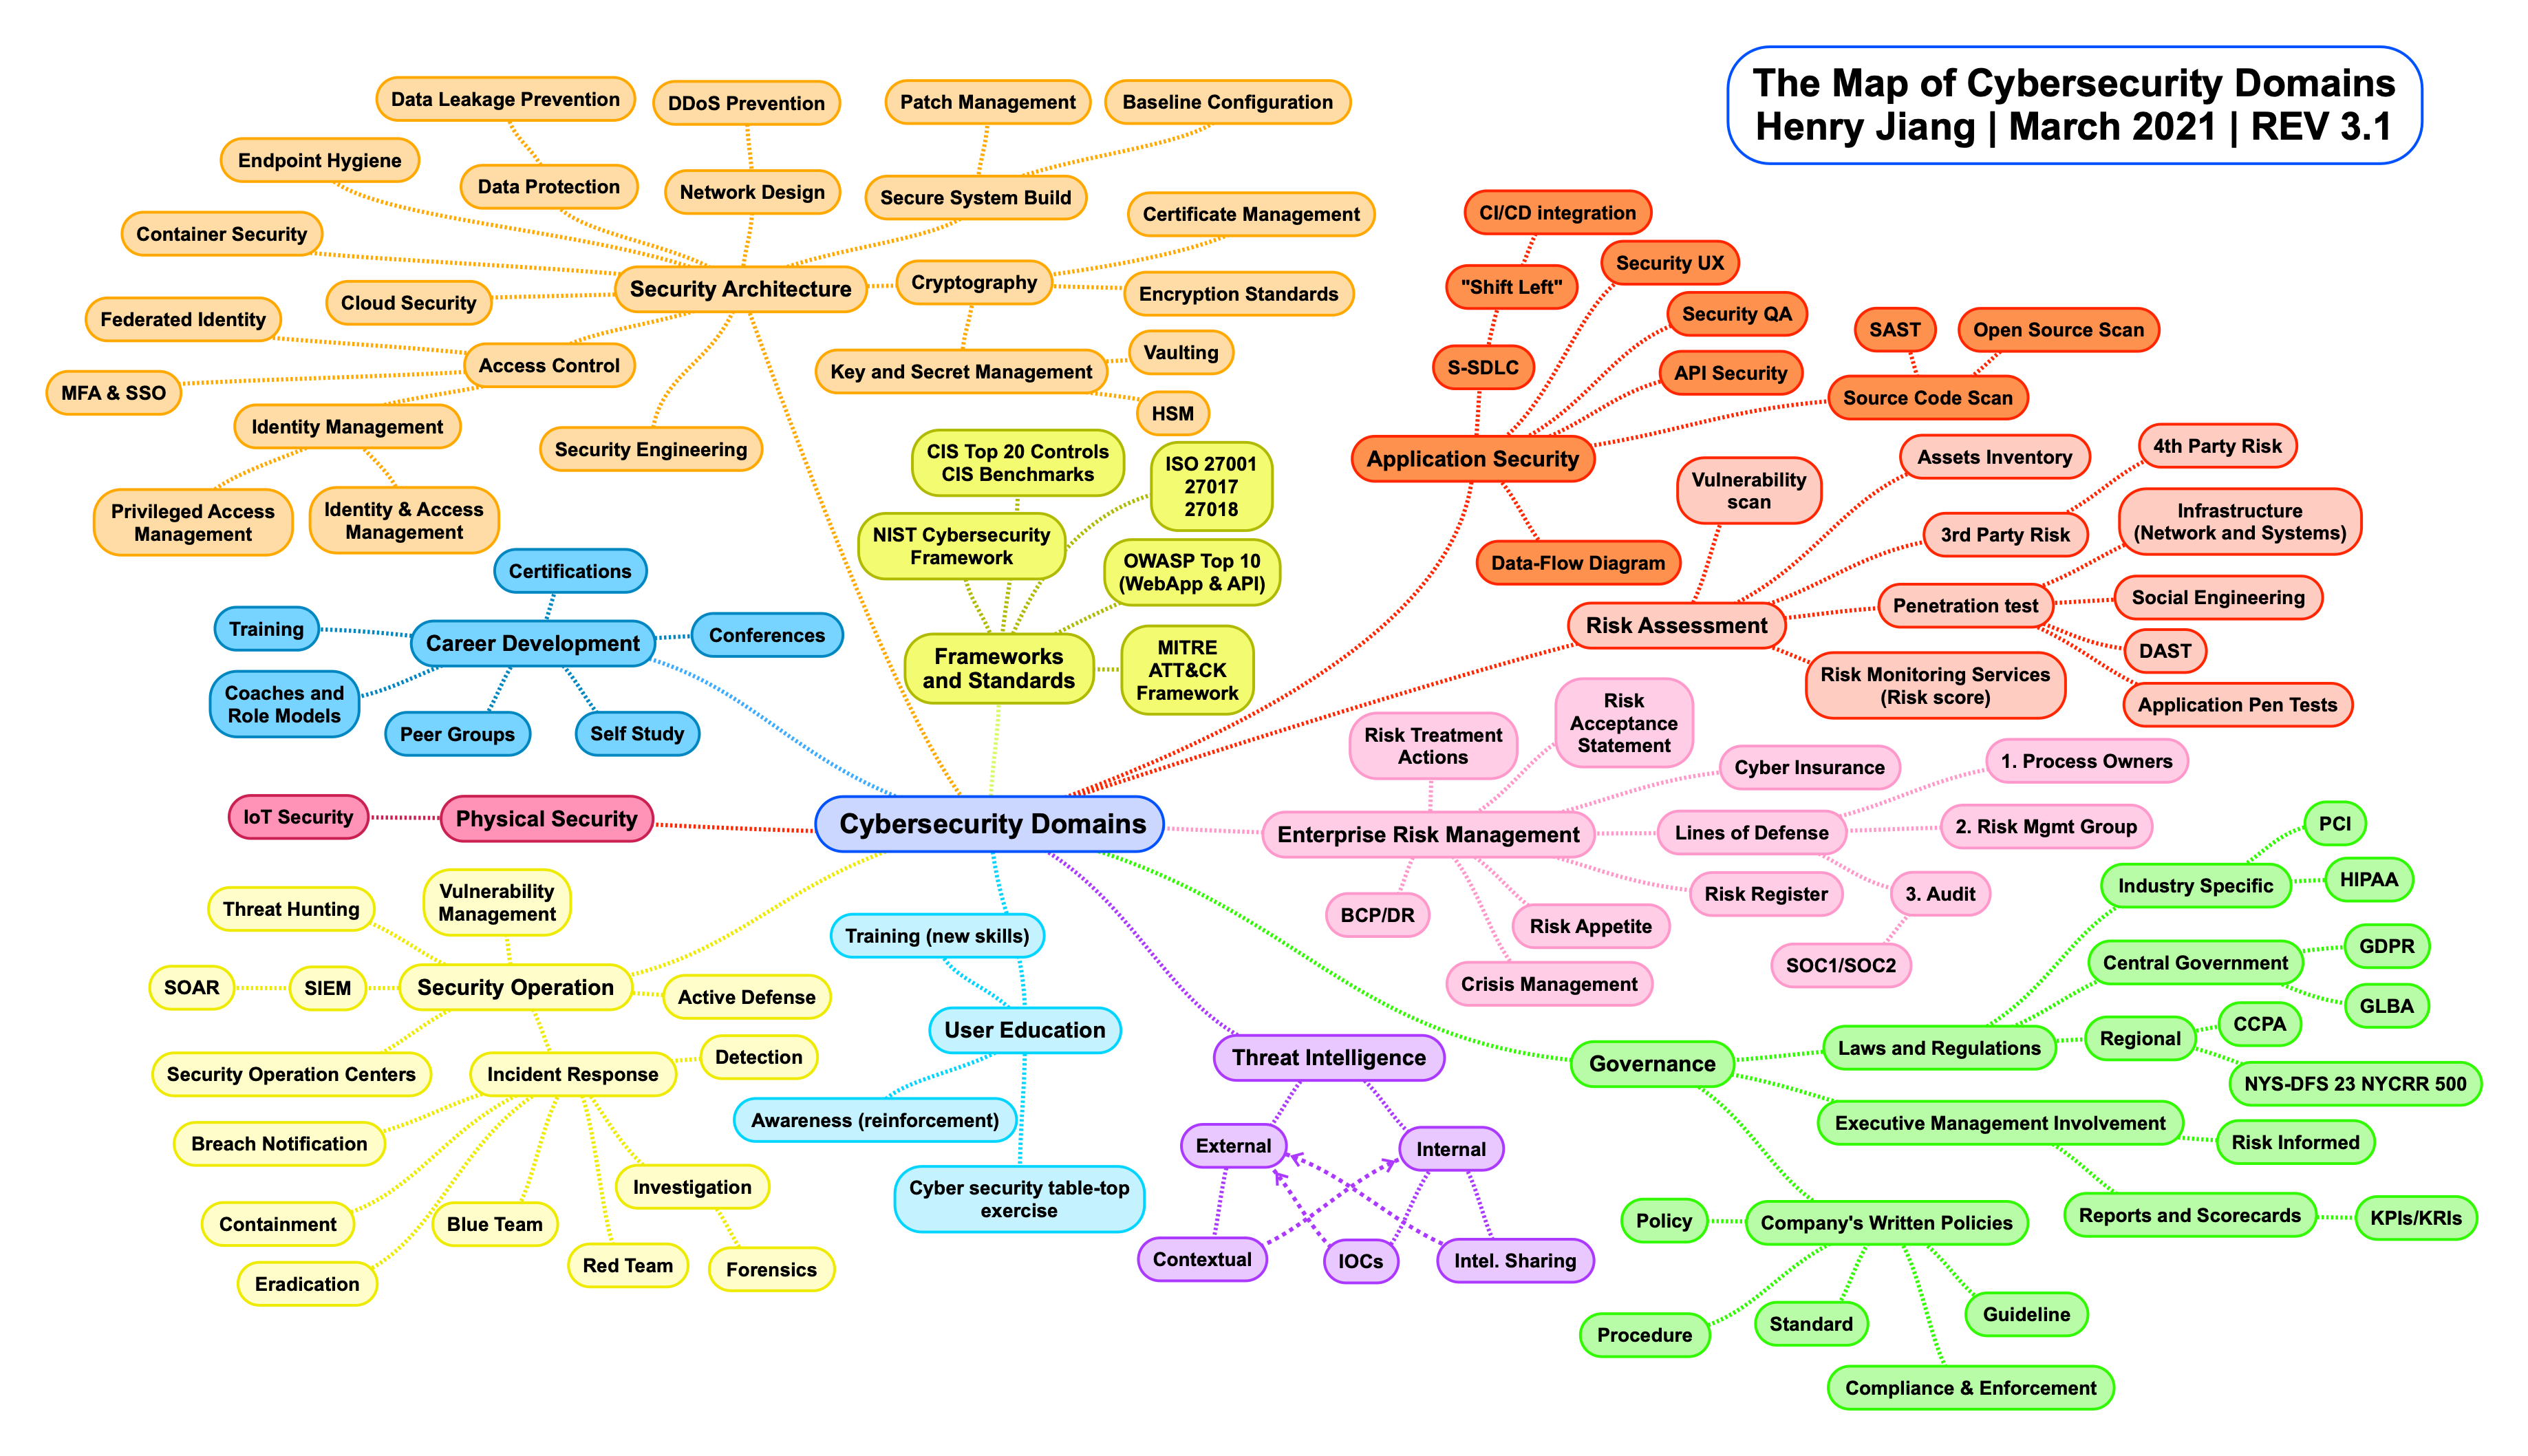 The Map of Cybersecurity Domains
Henry Jiang | March 2021 | REV 3.1
Data Leakage Prevention
DDoS Prevention
Patch Management
Baseline Configuration
Endpoint Hygiene
Data Protection
Network Design
Secure System Build
Certificate Management
Container Security
Security Architecture
Cryptography
Encryption Standards
Cloud Security
Federated Identity
Access Control
Key and Secret Management
Vaulting
HSM
MFA & SSO
Identity Management
Security Engineering
Privileged Access
Management
Identity & Access
Management
CI/CD integration
"Shift Left"
Security UX
Security QA
S-SDLC
API Security
SAST
Open Source Scan
Source Code Scan
Application Security
Data-Flow Diagram
CIS Top 20 Controls
CIS Benchmarks
ISO 27001
27017
27018
NIST Cybersecurity
Framework
OWASP Top 10
(WebApp & API)
Frameworks
and Standards
MITRE
ATT&CK
Framework
Vulnerability
scan
Assets Inventory
4th Party Risk
3rd Party Risk
Infrastructure
(Network and Systems)
Penetration test
Social Engineering
Risk Assessment
DAST
Risk Monitoring Services
(Risk score)
Application Pen Tests
Certifications
Training
Career Development
Conferences
Coaches and
Role Models
Peer Groups
Self Study
IoT Security
Physical Security
Cybersecurity Domains
Risk Treatment
Actions
Risk
Acceptance
Statement
Cyber Insurance
1. Process Owners
Enterprise Risk Management
Lines of Defense
2. Risk Mgmt Group
Risk Register
3. Audit
BCP/DR
Risk Appetite
SOC1/SOC2
Crisis Management
Threat Hunting
Vulnerability
Management
SOAR
SIEM
Security Operation
Active Defense
Security Operation Centers
Incident Response
Detection
Breach Notification
Containment
Eradication
Blue Team
Red Team
Investigation
Forensics
Training (new skills)
User Education
Awareness (reinforcement)
Cyber security table-top
exercise
Threat Intelligence
External
Internal
Contextual
IOCs
Intel. Sharing
Governance
Laws and Regulations
Industry Specific
PCI
HIPAA
Central Government
GDPR
GLBA
Regional
CCPA
NYS-DFS 23 NYCRR 500
Executive Management Involvement
Risk Informed
Reports and Scorecards
KPIs/KRIs
Company's Written Policies
Policy
Procedure
Standard
Guideline
Compliance & Enforcement